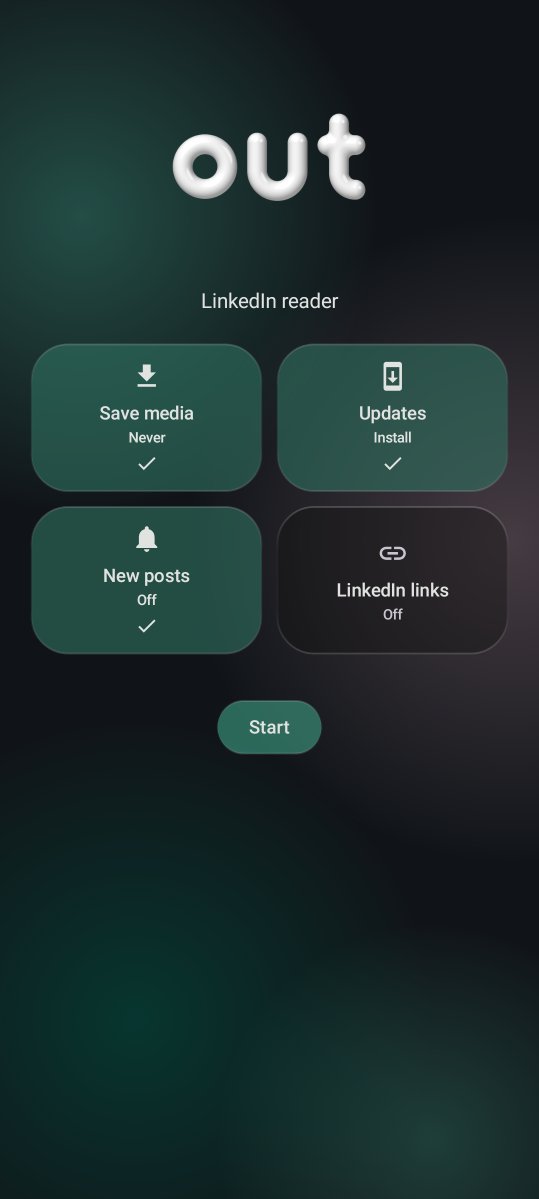 out
LinkedIn reader
Save media
Never
Updates
Install
New posts
Off
LinkedIn links
Off
Start